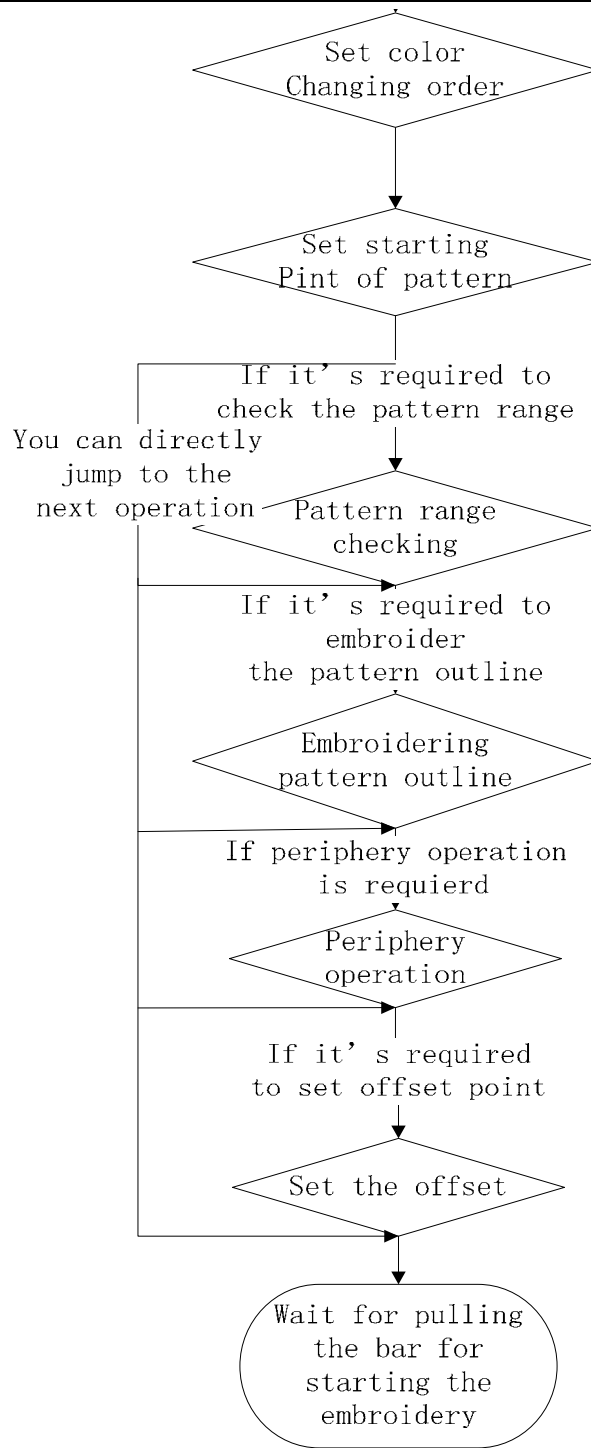 Set color
Changing order
Set starting
Pint of pattern
If it’s required to
check the pattern range
You can directly
jump to the
next operation
Pattern range
checking
If it’s required to
embroider
the pattern outline
Embroidering
pattern outline
If periphery operation
is requierd
Periphery
operation
If it’s required
to set offset point
Set the offset
Wait for pulling
the bar for
starting the
embroidery